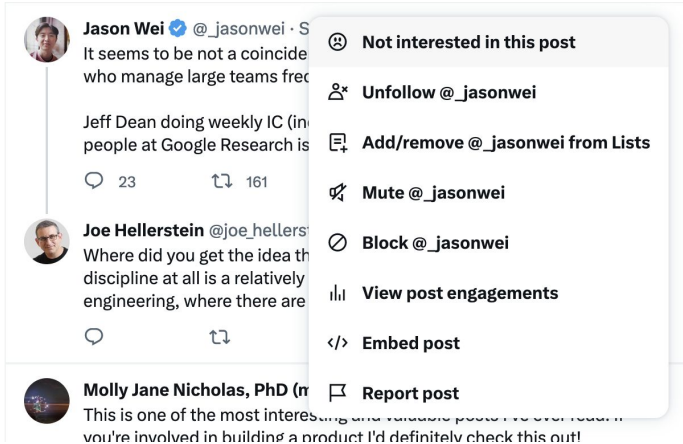 Jason Wei @_jasonwei · S
It seems to be not a coincide
who manage large teams fred
Jeff Dean doing weekly IC (in
people at Google Research is
23 161
Joe Hellerstein @joe_hellerst
Where did you get the idea th
discipline at all is a relatively
engineering, where there are
Molly Jane Nicholas, PhD (m
This is one of the most interesting and valuable posts I've ever read. If
you're involved in building a product I'd definitely check this out!
Not interested in this post
Unfollow @_jasonwei
Add/remove @_jasonwei from Lists
Mute @_jasonwei
Block @_jasonwei
View post engagements
Embed post
Report post